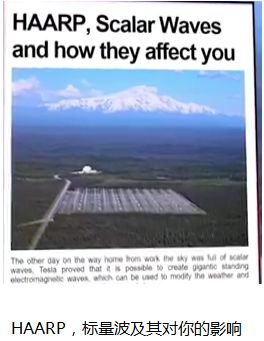 HAARP, Scalar Waves
and how they affect you
The other day on the way home from work the sky was full of scalar
waves, Tesla proved that it is possible to create gigantic standing
electromagnetic waves, which can be used to modify the weather and
HAARP，标量波及其对你的影响